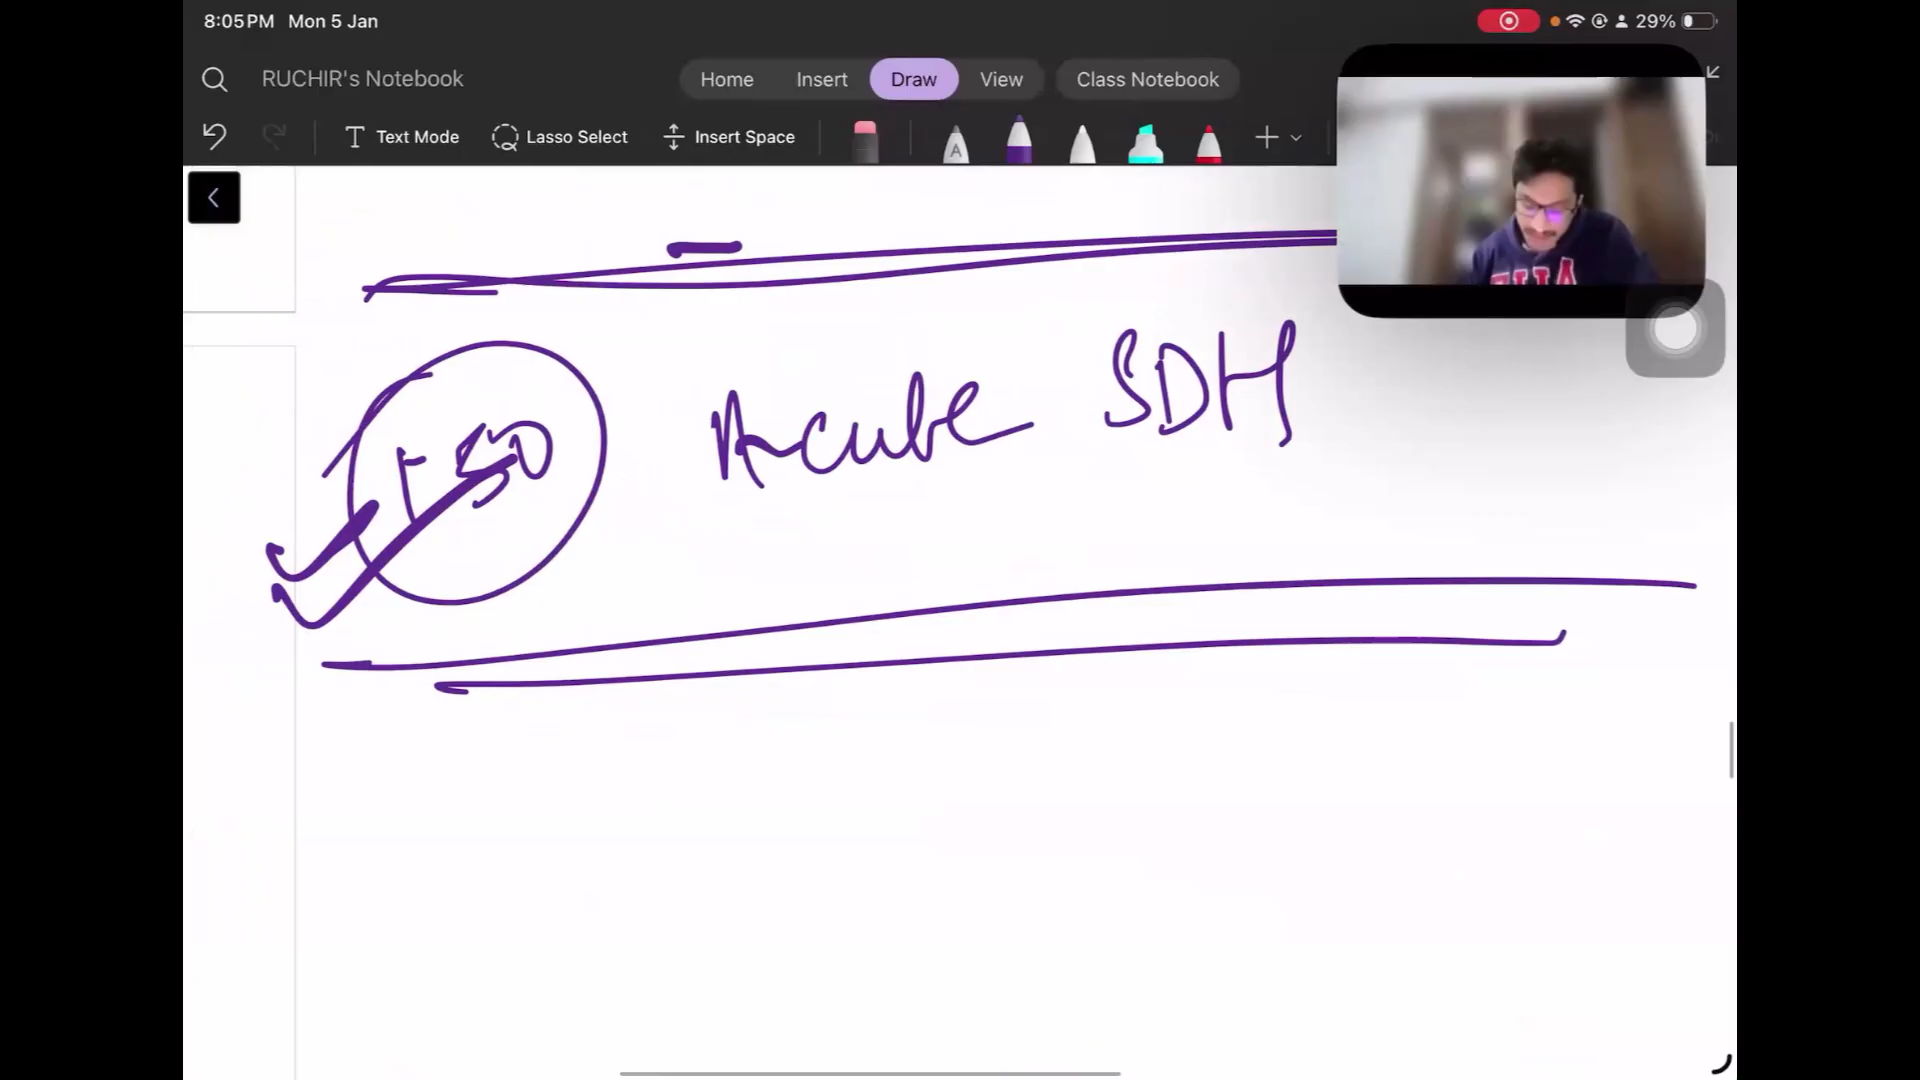 8:05 PM Mon 5 Jan
29%
RUCHIR's Notebook
Home Insert Draw View Class Notebook
Text Mode Lasso Select Insert Space
A
50 Acute SDH